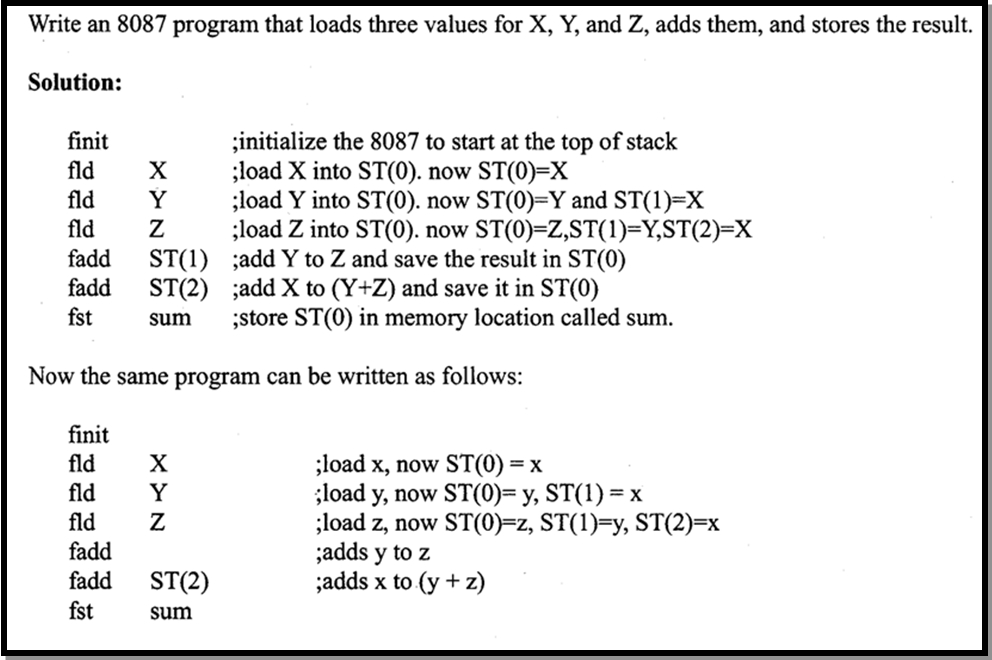 Write an 8087 program that loads three values for X, Y, and Z, adds them, and stores the result.
Solution:
finit ;initialize the 8087 to start at the top of stack
fld X ;load X into ST(0). now ST(0)=X
fld Y ;load Y into ST(0). now ST(0)=Y and ST(1)=X
fld Z ;load Z into ST(0). now ST(0)=Z,ST(1)=Y,ST(2)=X
fadd ST(1) ;add Y to Z and save the result in ST(0)
fadd ST(2) ;add X to (Y+Z) and save it in ST(0)
fst sum ;store ST(0) in memory location called sum.
Now the same program can be written as follows:
finit
fld X ;load x, now ST(0) = x
fld Y ;load y, now ST(0)= y, ST(1) = x
fld Z ;load z, now ST(0)=z, ST(1)=y, ST(2)=x
fadd ;adds y to z
fadd ST(2) ;adds x to (y + z)
fst sum